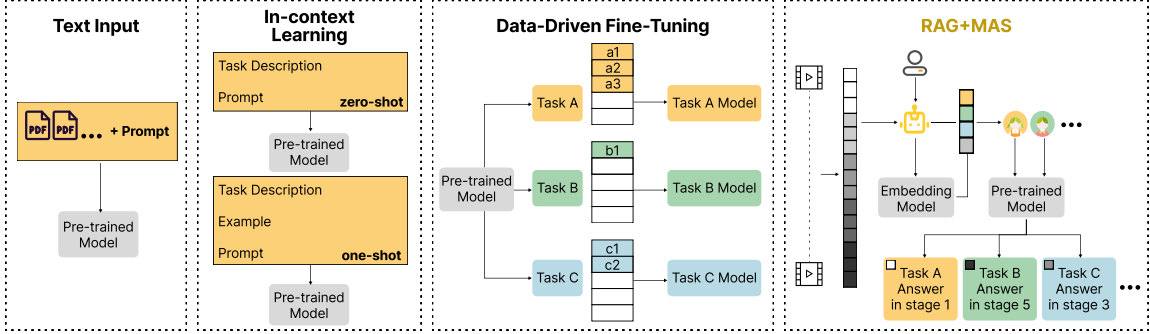 Text Input
PDF PDF ... + Prompt
Pre-trained
Model
In-context
Learning
Task Description
Prompt zero-shot
Pre-trained
Model
Task Description
Example
Prompt one-shot
Pre-trained
Model
Data-Driven Fine-Tuning
Pre-trained
Model
Task A
a1
a2
a3
Task A Model
Task B
b1
Task B Model
Task C
c1
c2
Task C Model
RAG+MAS
...
Embedding
Model
Pre-trained
Model
Task A
Answer
in stage 1
Task B
Answer
in stage 5
Task C
Answer
in stage 3
...